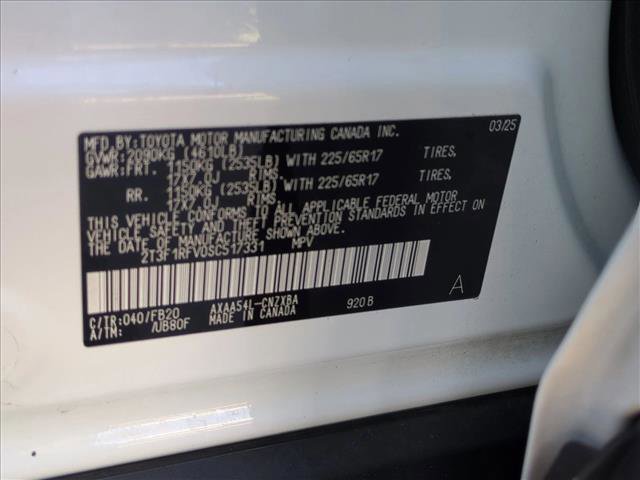 MFD.BY:TOYOTA MOTOR MANUFACTURING CANADA INC. 03/25
GVWR:2090KG (4610LB)
GAWR:FRT. 1150KG (2535LB) WITH 225/65R17 TIRES,
17X7.0J RIMS.
RR. 1150KG (2535LB) WITH 225/65R17 TIRES,
17X7.0J RIMS.
THIS VEHICLE CONFORMS TO ALL APPLICABLE FEDERAL MOTOR
VEHICLE SAFETY AND THEFT PREVENTION STANDARDS IN EFFECT ON
THE DATE OF MANUFACTURE SHOWN ABOVE.
2T3F1RFV0SC517331 MPV
A
C/TR:040/FB20 AXAA54L-CNZXBA 920B
A/TM: /UB80F MADE IN CANADA